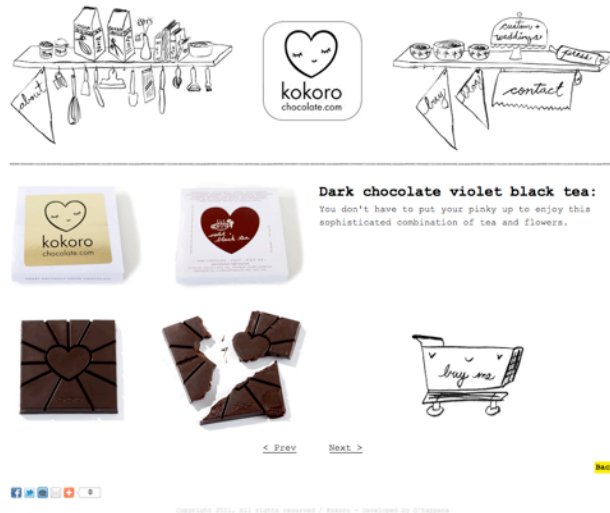 custom +
weddings
press
about
buy
blog
contact
kokoro
chocolate.com
Dark chocolate violet black tea:
You don't have to put your pinky up to enjoy this
sophisticated combination of tea and flowers.
kokoro
chocolate.com
violet +
black tea
buy me
< Prev
Next >
Bac
0